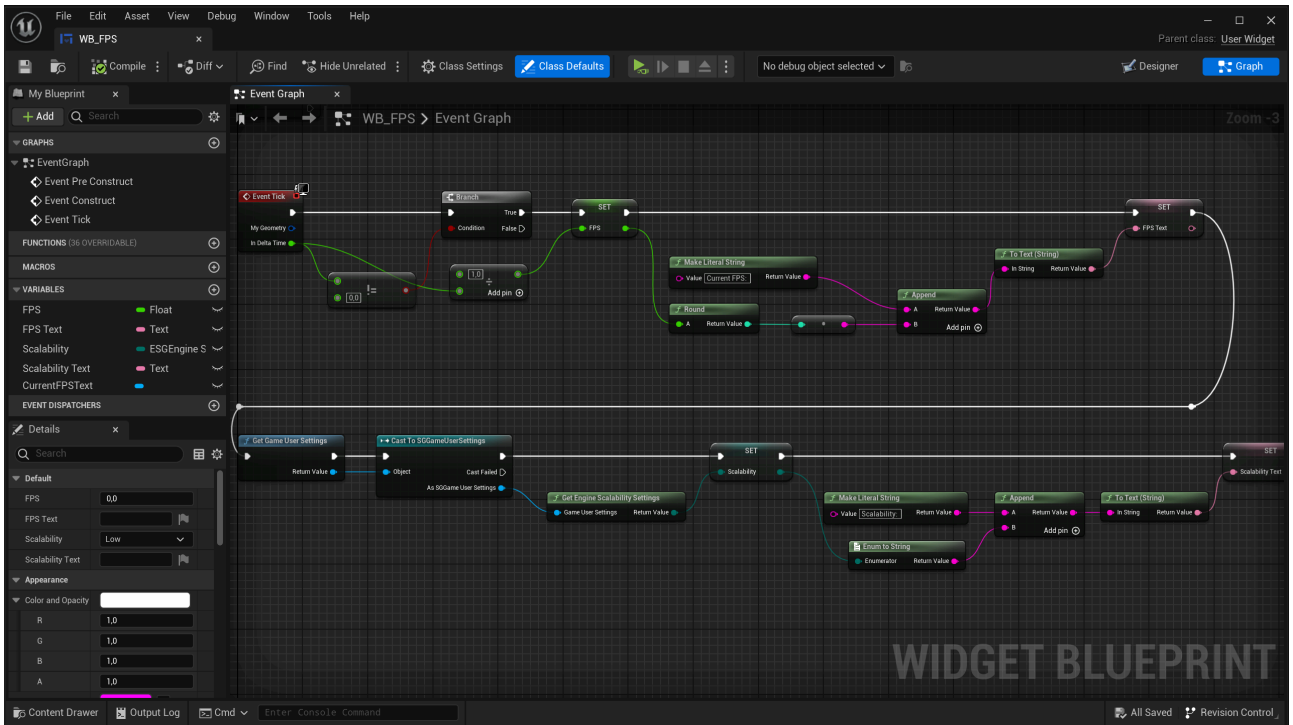 File Edit Asset View Debug Window Tools Help
WB_FPS
Parent class: User Widget
Compile Diff Find Hide Unrelated Class Settings Class Defaults No debug object selected Designer Graph
My Blueprint
Event Graph
+ Add Search
WB_FPS > Event Graph Zoom -3
GRAPHS
EventGraph
Event Pre Construct
Event Construct
Event Tick
FUNCTIONS (36 OVERRIDABLE)
MACROS
VARIABLES
FPS Float
FPS Text Text
Scalability ESGEngine S
Scalability Text Text
CurrentFPSText
EVENT DISPATCHERS
Details
Search
Default
FPS 0,0
FPS Text
Scalability Low
Scalability Text
Appearance
Color and Opacity
R 1,0
G 1,0
B 1,0
A 1,0
Event Tick
My Geometry
In Delta Time
0,0 !=
Branch
True
Condition False
1,0 ÷
Add pin
SET
FPS
Make Literal String
Value Current FPS: Return Value
Round
A Return Value
Append
A Return Value
B Add pin
To Text (String)
In String Return Value
SET
FPS Text
Get Game User Settings
Return Value
Cast To SGGameUserSettings
Object Cast Failed
As SGGame User Settings
Get Engine Scalability Settings
Game User Settings Return Value
SET
Scalability
Make Literal String
Value Scalability: Return Value
Enum to String
Enumerator Return Value
Append
A Return Value
B Add pin
To Text (String)
In String Return Value
SET
Scalability Text
WIDGET BLUEPRINT
Content Drawer Output Log Cmd Enter Console Command All Saved Revision Control